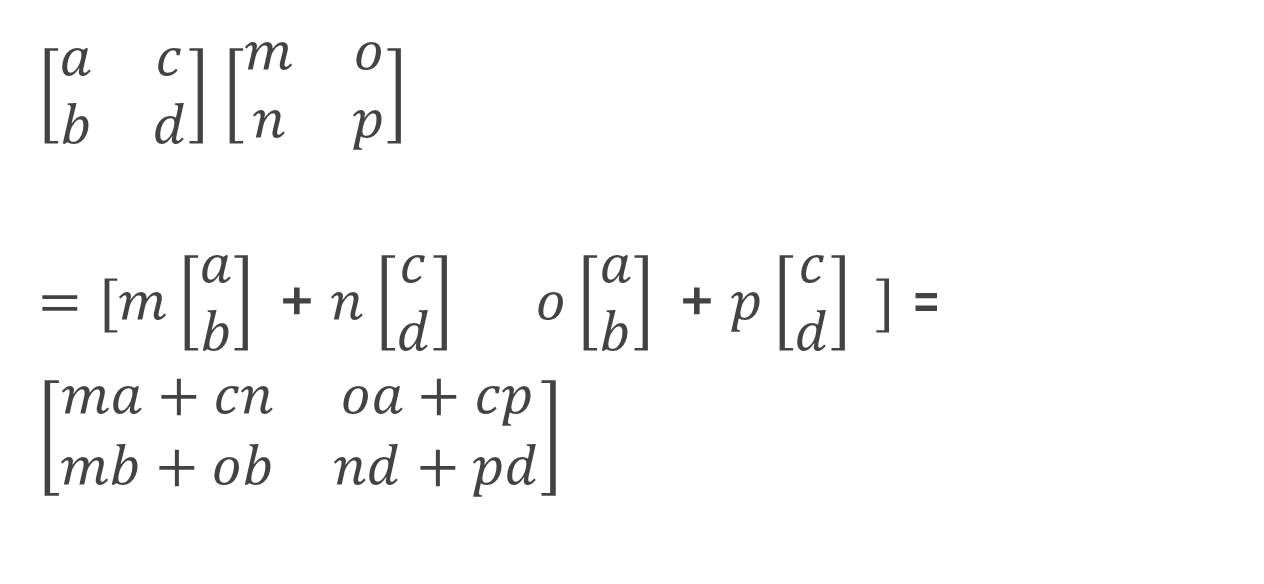 [a c] [m o]
[b d] [n p]
= [m [a b] + n [c d] o [a b] + p [c d] ] =
[ma + cn oa + cp]
[mb + ob nd + pd]